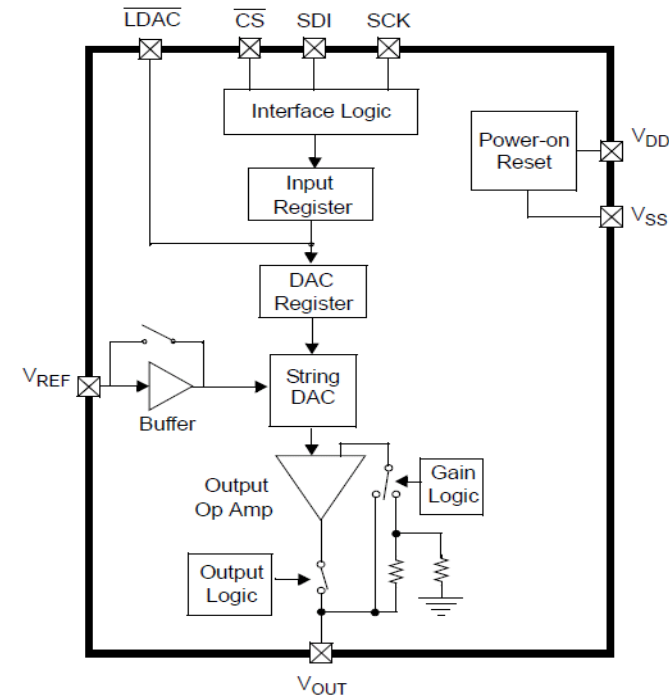 LDAC CS SDI SCK
Interface Logic
Power-on
Reset
VDD
Input
Register
VSS
DAC
Register
VREF
String
DAC
Buffer
Output
Op Amp
Gain
Logic
Output
Logic
VOUT